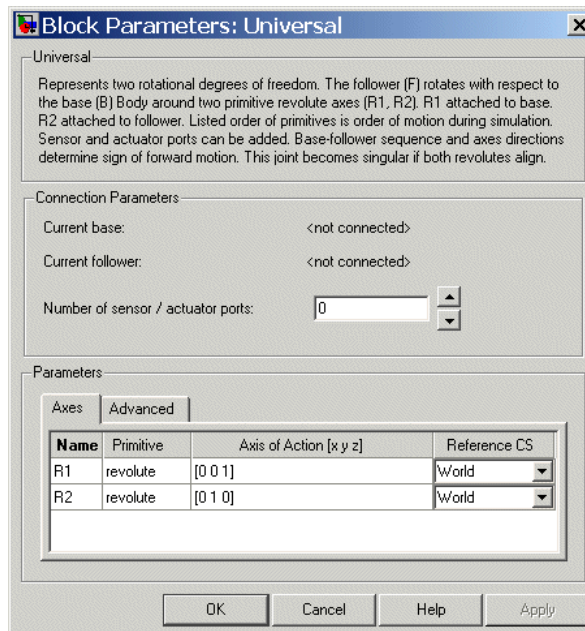 Block Parameters: Universal
Universal
Represents two rotational degrees of freedom. The follower (F) rotates with respect to
the base (B) Body around two primitive revolute axes (R1, R2). R1 attached to base.
R2 attached to follower. Listed order of primitives is order of motion during simulation.
Sensor and actuator ports can be added. Base-follower sequence and axes directions
determine sign of forward motion. This joint becomes singular if both revolutes align.
Connection Parameters
Current base: <not connected>
Current follower: <not connected>
Number of sensor / actuator ports: 0
Parameters
Axes Advanced
Name Primitive Axis of Action [x y z] Reference CS
R1 revolute [0 0 1] World
R2 revolute [0 1 0] World
OK Cancel Help Apply